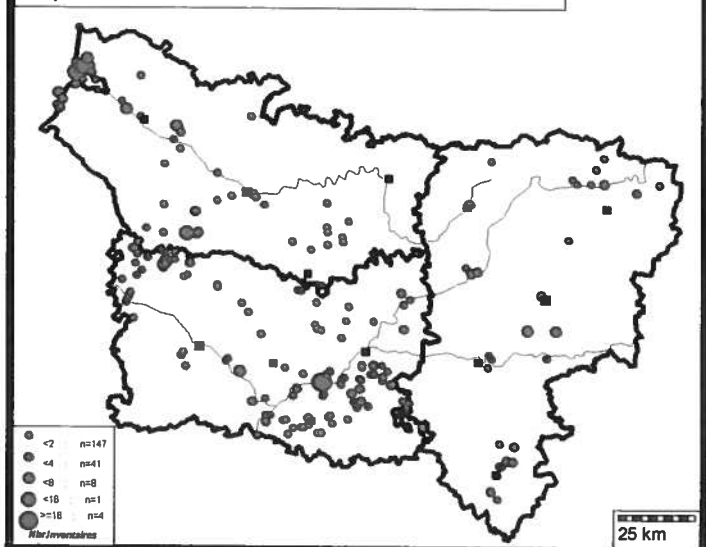 <2 : n=147
<4 : n=41
<8 : n=8
<16 : n=1
>=16 : n=4
Nbr.Inventaires
25 km